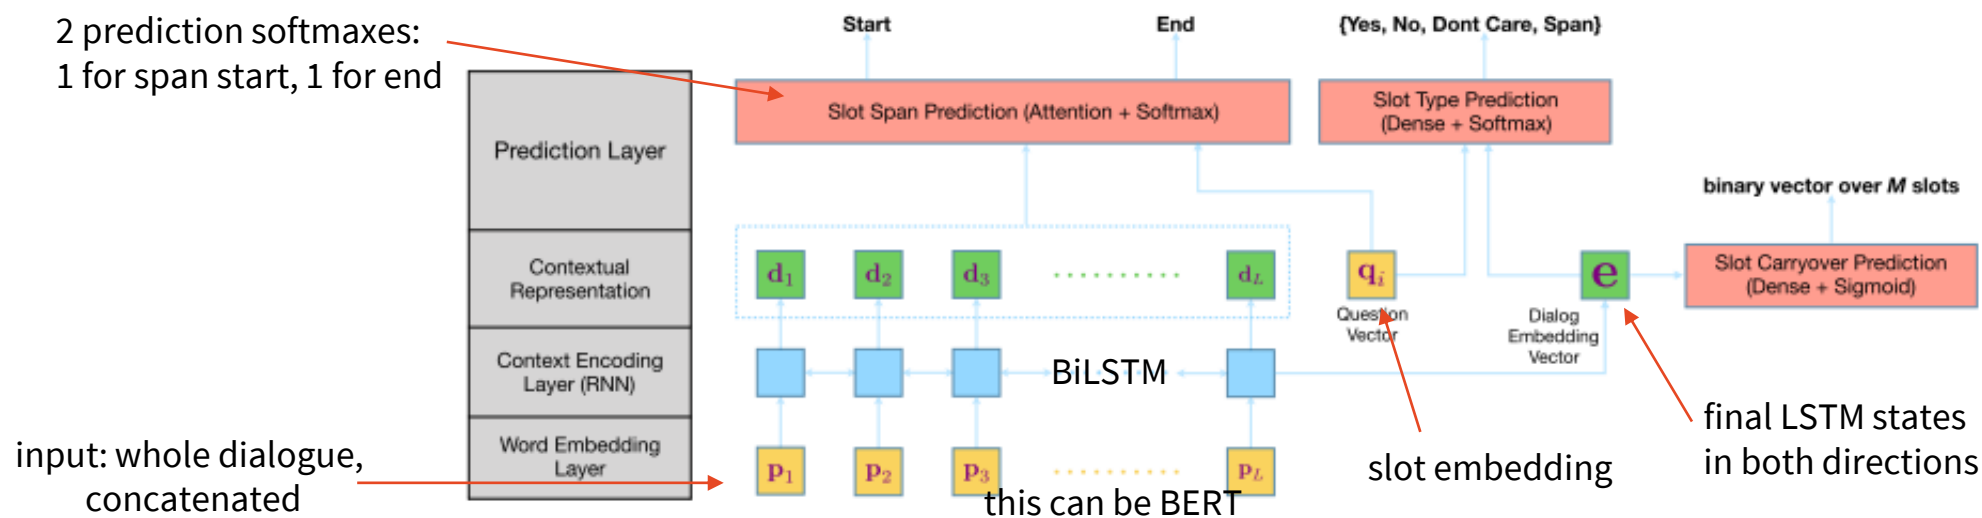 2 prediction softmaxes:
1 for span start, 1 for end
Start
End
{Yes, No, Dont Care, Span}
Prediction Layer
Slot Span Prediction (Attention + Softmax)
Slot Type Prediction
(Dense + Softmax)
binary vector over M slots
Contextual
Representation
d1
d2
d3
dL
qi
Question
Vector
e
Dialog
Embedding
Vector
Slot Carryover Prediction
(Dense + Sigmoid)
Context Encoding
Layer (RNN)
BiLSTM
final LSTM states
in both directions
input: whole dialogue,
concatenated
Word Embedding
Layer
p1
p2
p3
pL
this can be BERT
slot embedding